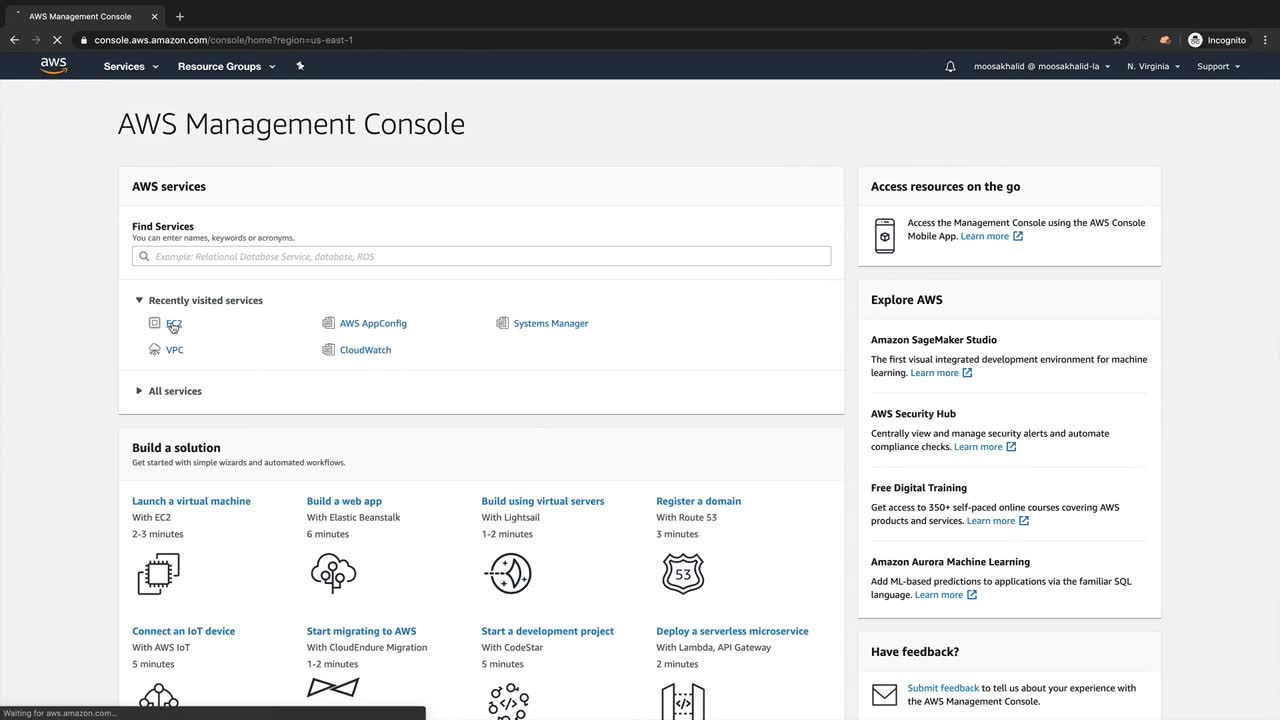 AWS Management Console
console.aws.amazon.com/console/home?region=us-east-1
Incognito
aws
Services
Resource Groups
moosakhalid @ moosakhalid-la
N. Virginia
Support
AWS Management Console
AWS services
Find Services
You can enter names, keywords or acronyms.
Example: Relational Database Service, database, RDS
Recently visited services
EC2
AWS AppConfig
Systems Manager
VPC
CloudWatch
All services
Build a solution
Get started with simple wizards and automated workflows.
Launch a virtual machine
With EC2
2-3 minutes
Build a web app
With Elastic Beanstalk
6 minutes
Build using virtual servers
With Lightsail
1-2 minutes
Register a domain
With Route 53
3 minutes
53
Connect an IoT device
With AWS IoT
5 minutes
Start migrating to AWS
With CloudEndure Migration
1-2 minutes
Start a development project
With CodeStar
5 minutes
Deploy a serverless microservice
With Lambda, API Gateway
2 minutes
Access resources on the go
Access the Management Console using the AWS Console
Mobile App. Learn more
Explore AWS
Amazon SageMaker Studio
The first visual integrated development environment for machine
learning. Learn more
AWS Security Hub
Centrally view and manage security alerts and automate
compliance checks. Learn more
Free Digital Training
Get access to 350+ self-paced online courses covering AWS
products and services. Learn more
Amazon Aurora Machine Learning
Add ML-based predictions to applications via the familiar SQL
language. Learn more
Have feedback?
Submit feedback to tell us about your experience with
the AWS Management Console.
Waiting for aws.amazon.com...